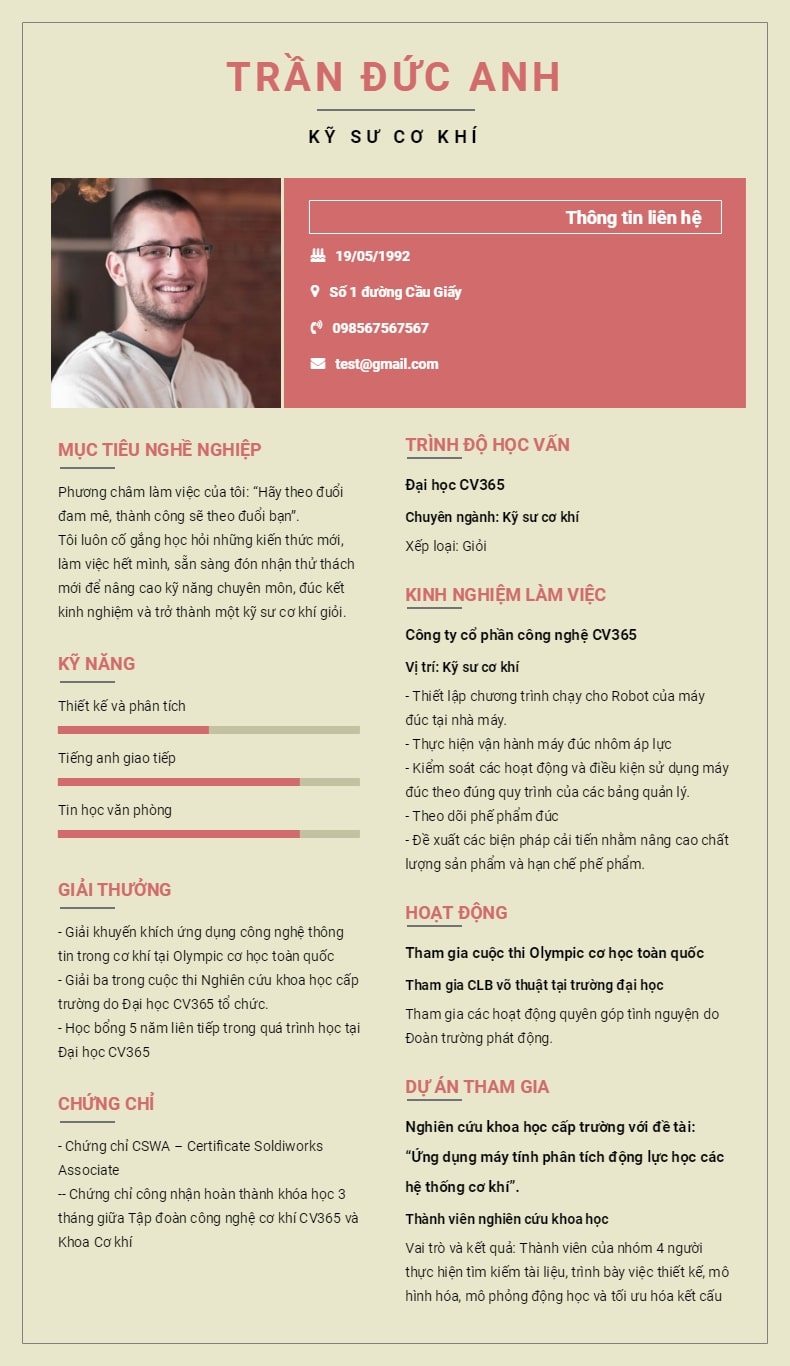 TRẦN ĐỨC ANH
KỸ SƯ CƠ KHÍ
Thông tin liên hệ
19/05/1992
Số 1 đường Cầu Giấy
098567567567
test@gmail.com
MỤC TIÊU NGHỀ NGHIỆP
Phương châm làm việc của tôi: “Hãy theo đuổi
đam mê, thành công sẽ theo đuổi bạn”.
Tôi luôn cố gắng học hỏi những kiến thức mới,
làm việc hết mình, sẵn sàng đón nhận thử thách
mới để nâng cao kỹ năng chuyên môn, đúc kết
kinh nghiệm và trở thành một kỹ sư cơ khí giỏi.
KỸ NĂNG
Thiết kế và phân tích
Tiếng anh giao tiếp
Tin học văn phòng
GIẢI THƯỞNG
- Giải khuyến khích ứng dụng công nghệ thông
tin trong cơ khí tại Olympic cơ học toàn quốc
- Giải ba trong cuộc thi Nghiên cứu khoa học cấp
trường do Đại học CV365 tổ chức.
- Học bổng 5 năm liên tiếp trong quá trình học tại
Đại học CV365
CHỨNG CHỈ
- Chứng chỉ CSWA – Certificate Soldiworks
Associate
-- Chứng chỉ công nhận hoàn thành khóa học 3
tháng giữa Tập đoàn công nghệ cơ khí CV365 và
Khoa Cơ khí
TRÌNH ĐỘ HỌC VẤN
Đại học CV365
Chuyên ngành: Kỹ sư cơ khí
Xếp loại: Giỏi
KINH NGHIỆM LÀM VIỆC
Công ty cổ phần công nghệ CV365
Vị trí: Kỹ sư cơ khí
- Thiết lập chương trình chạy cho Robot của máy
đúc tại nhà máy.
- Thực hiện vận hành máy đúc nhôm áp lực
- Kiểm soát các hoạt động và điều kiện sử dụng máy
đúc theo đúng quy trình của các bảng quản lý.
- Theo dõi phế phẩm đúc
- Đề xuất các biện pháp cải tiến nhằm nâng cao chất
lượng sản phẩm và hạn chế phế phẩm.
HOẠT ĐỘNG
Tham gia cuộc thi Olympic cơ học toàn quốc
Tham gia CLB võ thuật tại trường đại học
Tham gia các hoạt động quyên góp tình nguyện do
Đoàn trường phát động.
DỰ ÁN THAM GIA
Nghiên cứu khoa học cấp trường với đề tài:
“Ứng dụng máy tính phân tích động lực học các
hệ thống cơ khí”.
Thành viên nghiên cứu khoa học
Vai trò và kết quả: Thành viên của nhóm 4 người
thực hiện tìm kiếm tài liệu, trình bày việc thiết kế, mô
hình hóa, mô phỏng động học và tối ưu hóa kết cấu